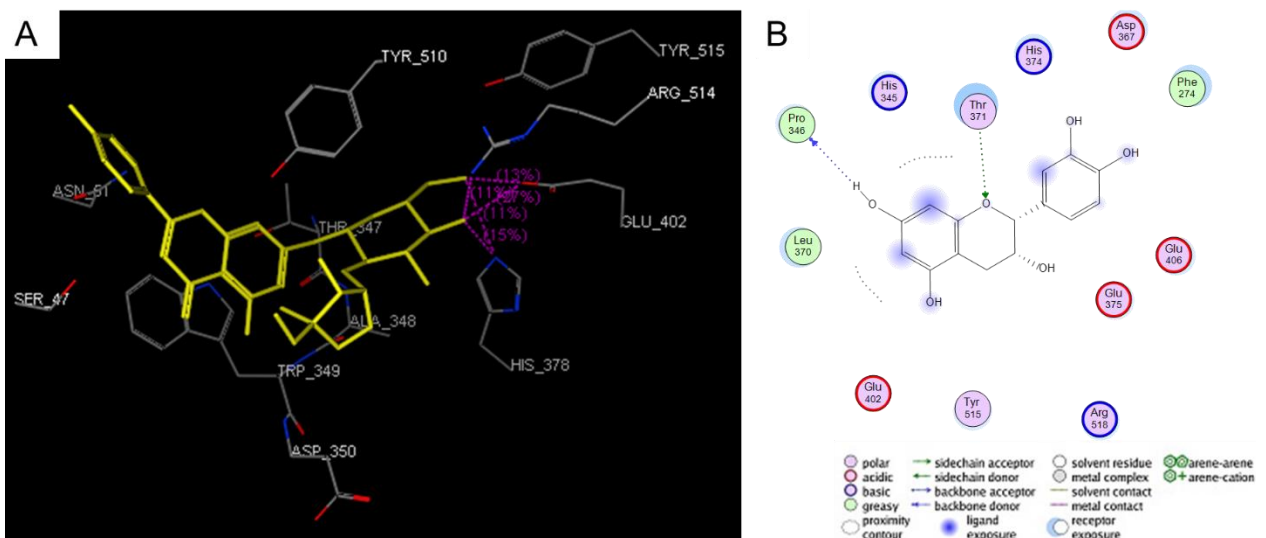 A
TYR_510
TYR_515
ARG_514
(13%)
ASN_51
(11%)
(11%)
GLU_402
THR_347
(15%)
SER_47
ALA_348
TRP_349
HIS_378
ASP_350
B
Asp
367
His
374
Phe
274
His
345
Thr
371
Pro
346
OH
OH
H
O
O
Leu
370
Glu
406
OH
Glu
375
OH
Glu
402
Tyr
515
Arg
518
polar
acidic
basic
greasy
proximity
contour
sidechain acceptor
sidechain donor
backbone acceptor
backbone donor
ligand
exposure
solvent residue
metal complex
solvent contact
metal contact
receptor
exposure
arene-arene
arene-cation